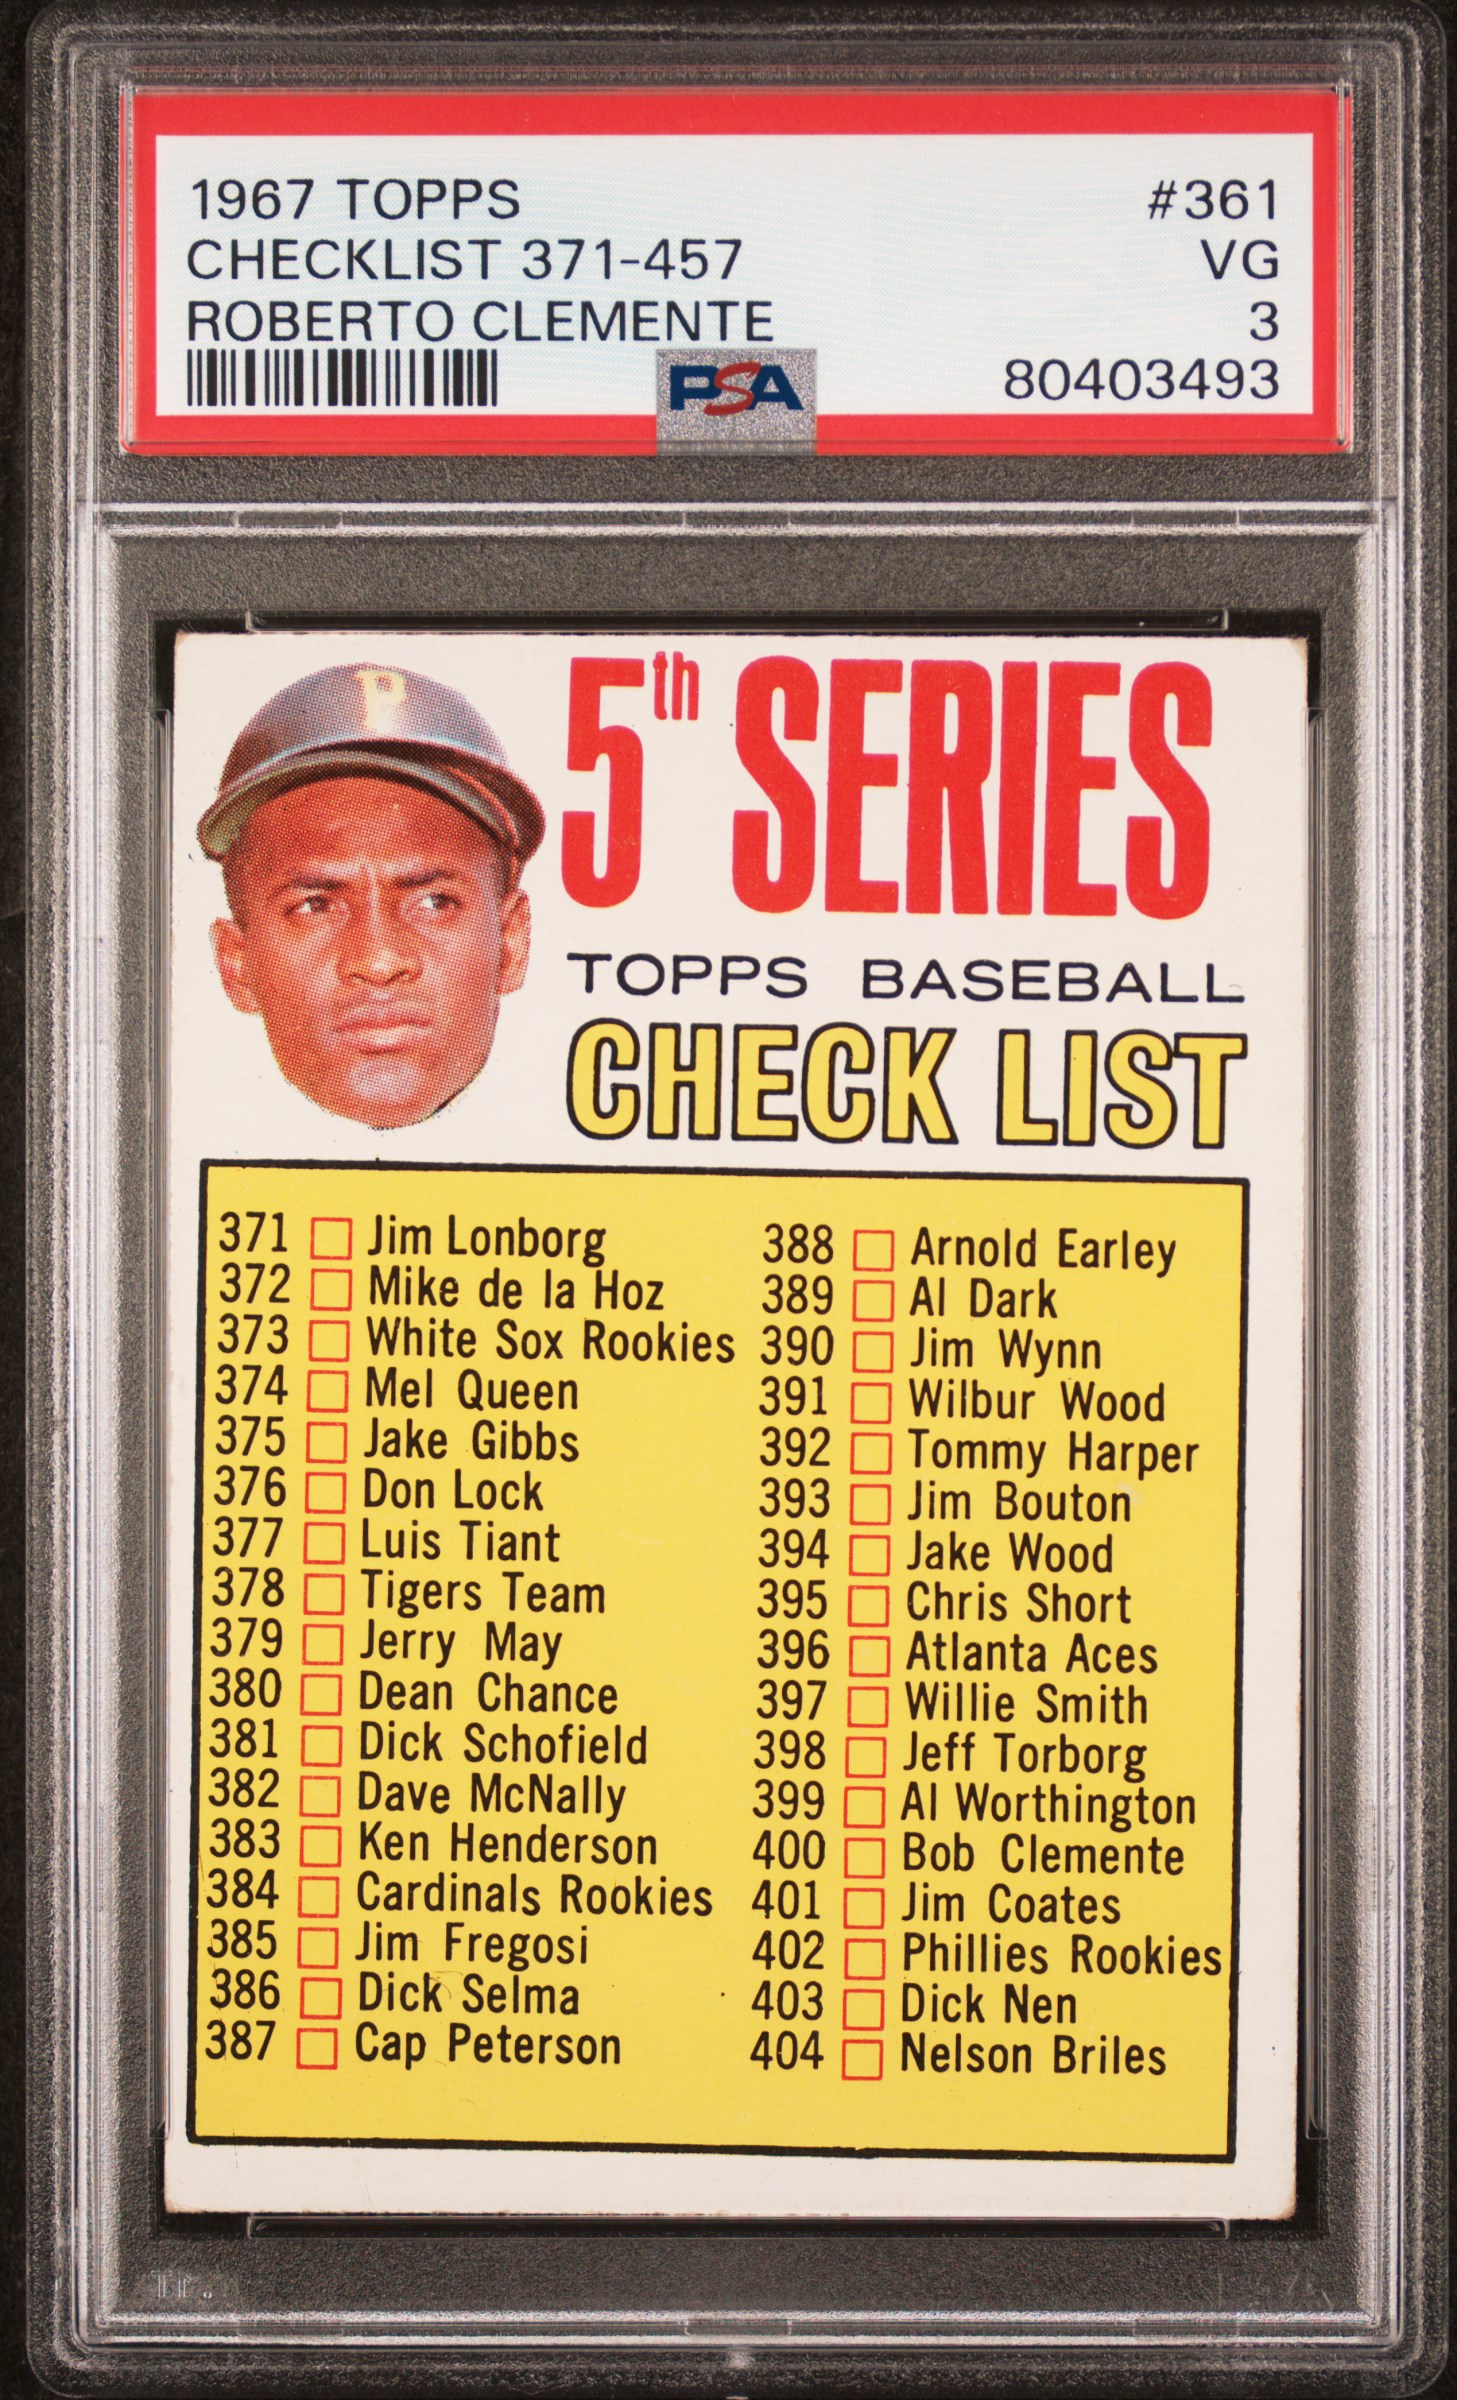 1967 TOPPS #361
CHECKLIST 371-457 VG
ROBERTO CLEMENTE 3
PSA 80403493
P
5th SERIES
TOPPS BASEBALL
CHECK LIST
371 Jim Lonborg
372 Mike de la Hoz
373 White Sox Rookies
374 Mel Queen
375 Jake Gibbs
376 Don Lock
377 Luis Tiant
378 Tigers Team
379 Jerry May
380 Dean Chance
381 Dick Schofield
382 Dave McNally
383 Ken Henderson
384 Cardinals Rookies
385 Jim Fregosi
386 Dick Selma
387 Cap Peterson
388 Arnold Earley
389 Al Dark
390 Jim Wynn
391 Wilbur Wood
392 Tommy Harper
393 Jim Bouton
394 Jake Wood
395 Chris Short
396 Atlanta Aces
397 Willie Smith
398 Jeff Torborg
399 Al Worthington
400 Bob Clemente
401 Jim Coates
402 Phillies Rookies
403 Dick Nen
404 Nelson Briles